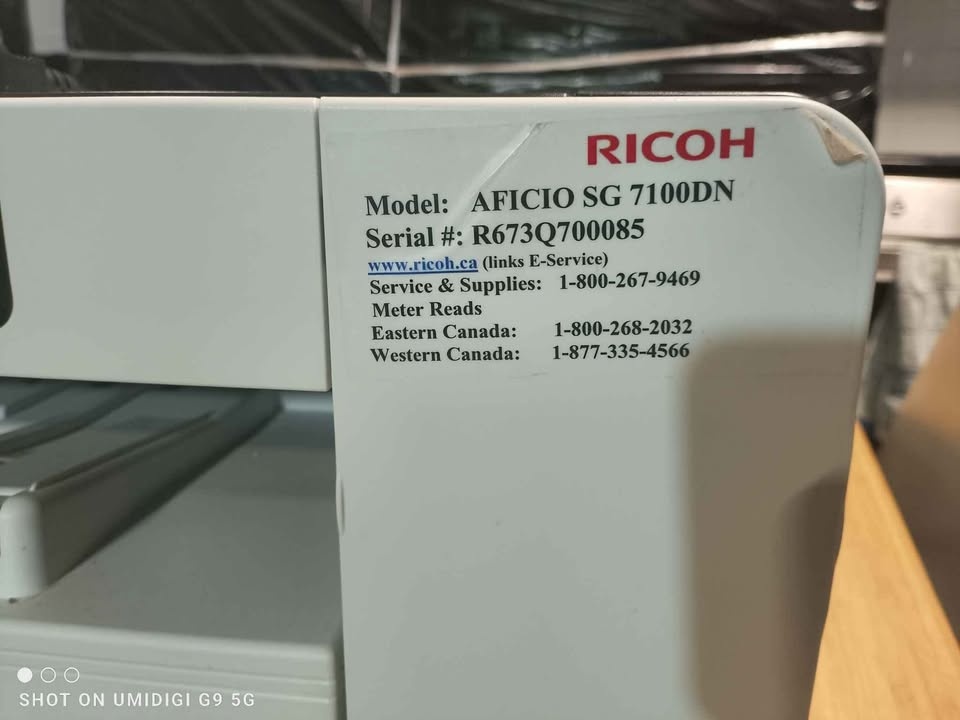 RICOH
Model: AFICIO SG 7100DN
Serial #: R673Q700085
www.ricoh.ca (links E-Service)
Service & Supplies: 1-800-267-9469
Meter Reads
Eastern Canada: 1-800-268-2032
Western Canada: 1-877-335-4566
SHOT ON UMIDIGI G9 5G